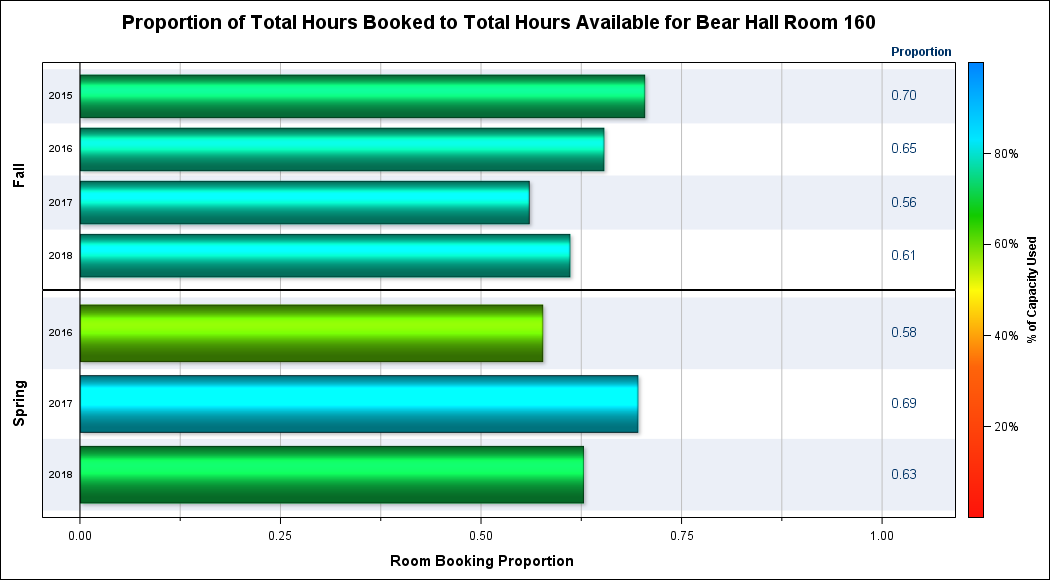 Proportion of Total Hours Booked to Total Hours Available for Bear Hall Room 160
Proportion
Fall
2015
0.70
2016
0.65
2017
0.56
2018
0.61
Spring
2016
0.58
2017
0.69
2018
0.63
0.00 0.25 0.50 0.75 1.00
Room Booking Proportion
80%
60%
40%
20%
% of Capacity Used